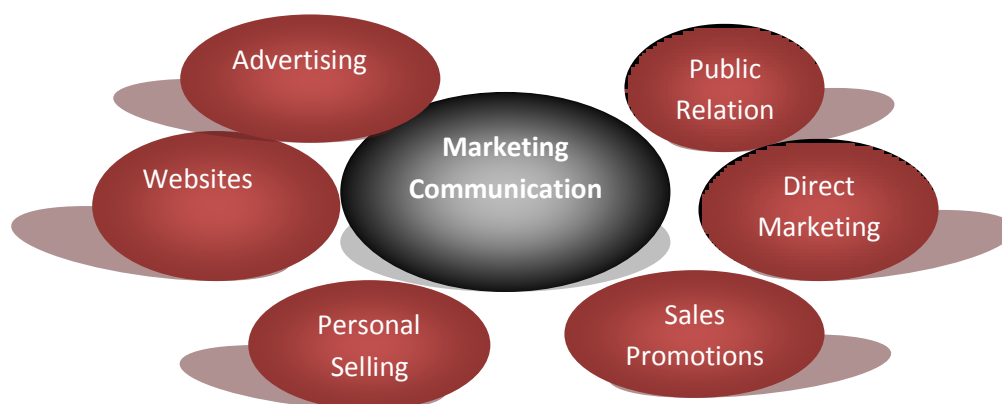 Advertising
Public
Relation
Marketing
Communication
Websites
Direct
Marketing
Personal
Selling
Sales
Promotions